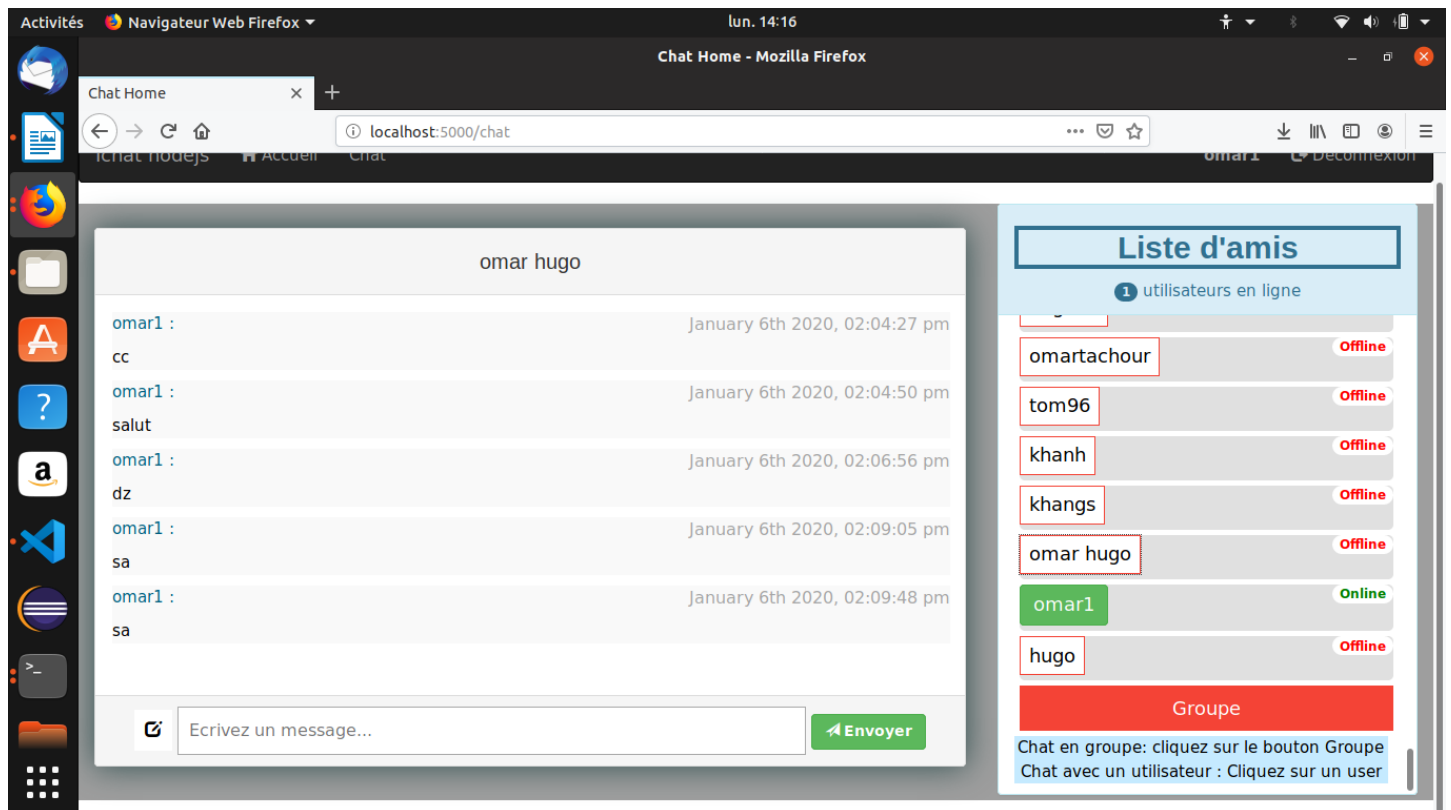 Activités Navigateur Web Firefox lun. 14:16
Chat Home - Mozilla Firefox
Chat Home
localhost:5000/chat
Ichat nodejs Accueil Chat omar1 Déconnexion
omar hugo
omar1 : January 6th 2020, 02:04:27 pm
cc
omar1 : January 6th 2020, 02:04:50 pm
salut
omar1 : January 6th 2020, 02:06:56 pm
dz
omar1 : January 6th 2020, 02:09:05 pm
sa
omar1 : January 6th 2020, 02:09:48 pm
sa
Ecrivez un message...
Envoyer
Liste d'amis
1 utilisateurs en ligne
omartachour Offline
tom96 Offline
khanh Offline
khangs Offline
omar hugo Offline
omar1 Online
hugo Offline
Groupe
Chat en groupe: cliquez sur le bouton Groupe
Chat avec un utilisateur : Cliquez sur un user